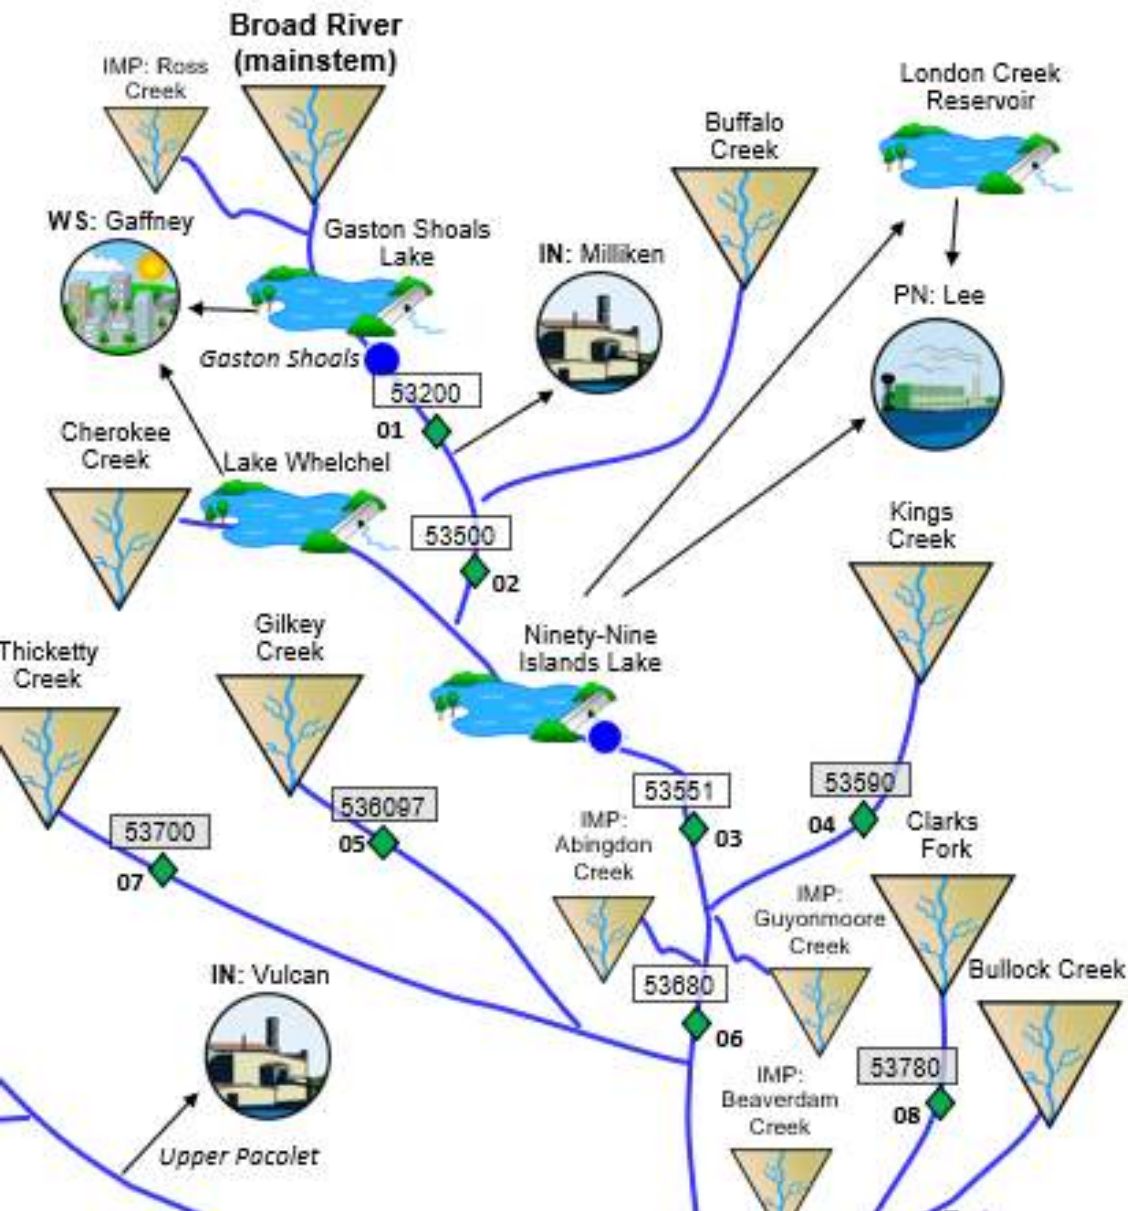 Broad River
(mainstem)
IMP: Ross
Creek
London Creek
Reservoir
Buffalo
Creek
WS: Gaffney
Gaston Shoals
Lake
IN: Milliken
PN: Lee
Gaston Shoals
53200
01
Cherokee
Creek
Lake Whelchel
Kings
Creek
53500
02
Gilkey
Creek
Ninety-Nine
Islands Lake
Thicketty
Creek
53551
53590
536097
53700
IMP:
Abingdon
Creek
03
04
Clarks
Fork
05
07
IMP:
Guyonmoore
Creek
IN: Vulcan
Bullock Creek
53680
06
53780
IMP:
Beaverdam
Creek
08
Upper Pacolet